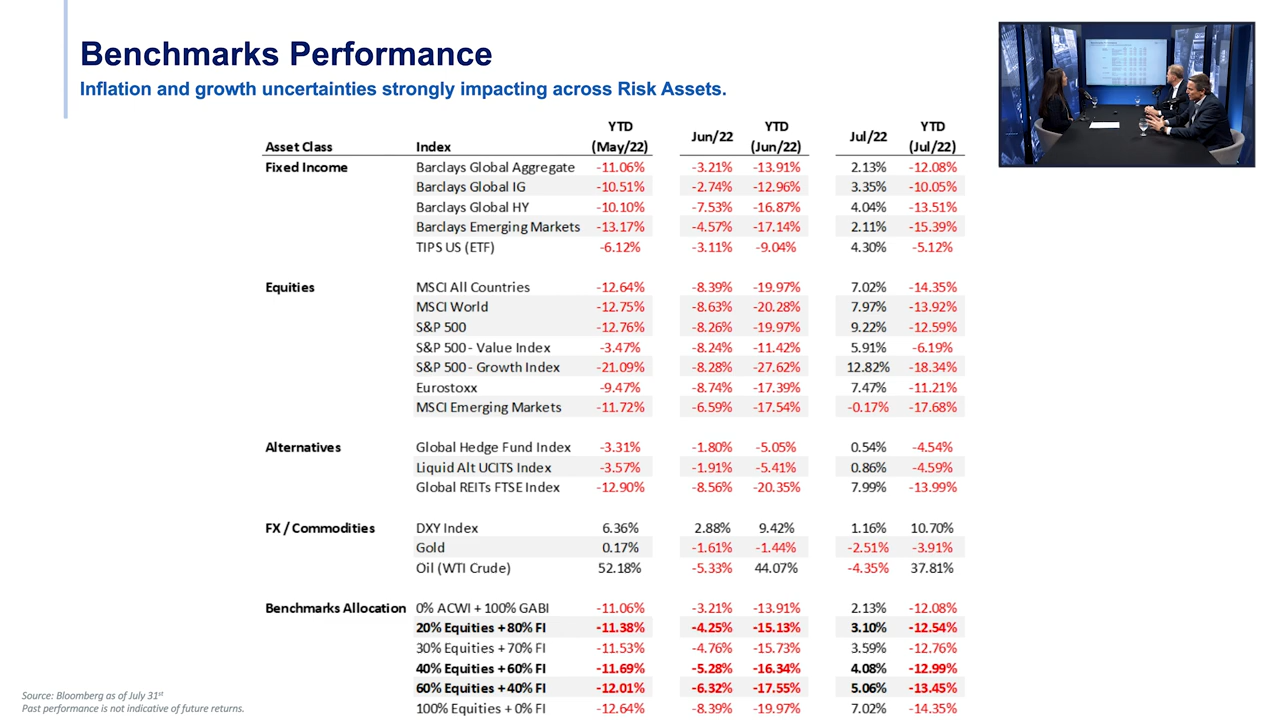 Benchmarks Performance
Inflation and growth uncertainties strongly impacting across Risk Assets.
Asset Class Index YTD (May/22) Jun/22 YTD (Jun/22) Jul/22 YTD (Jul/22)
Fixed Income Barclays Global Aggregate -11.06% -3.21% -13.91% 2.13% -12.08%
Barclays Global IG -10.51% -2.74% -12.96% 3.35% -10.05%
Barclays Global HY -10.10% -7.53% -16.87% 4.04% -13.51%
Barclays Emerging Markets -13.17% -4.57% -17.14% 2.11% -15.39%
TIPS US (ETF) -6.12% -3.11% -9.04% 4.30% -5.12%
Equities MSCI All Countries -12.64% -8.39% -19.97% 7.02% -14.35%
MSCI World -12.75% -8.63% -20.28% 7.97% -13.92%
S&P 500 -12.76% -8.26% -19.97% 9.22% -12.59%
S&P 500 - Value Index -3.47% -8.24% -11.42% 5.91% -6.19%
S&P 500 - Growth Index -21.09% -8.28% -27.62% 12.82% -18.34%
Eurostoxx -9.47% -8.74% -17.39% 7.47% -11.21%
MSCI Emerging Markets -11.72% -6.59% -17.54% -0.17% -17.68%
Alternatives Global Hedge Fund Index -3.31% -1.80% -5.05% 0.54% -4.54%
Liquid Alt UCITS Index -3.57% -1.91% -5.41% 0.86% -4.59%
Global REITs FTSE Index -12.90% -8.56% -20.35% 7.99% -13.99%
FX / Commodities DXY Index 6.36% 2.88% 9.42% 1.16% 10.70%
Gold 0.17% -1.61% -1.44% -2.51% -3.91%
Oil (WTI Crude) 52.18% -5.33% 44.07% -4.35% 37.81%
Benchmarks Allocation 0% ACWI + 100% GABI -11.06% -3.21% -13.91% 2.13% -12.08%
20% Equities + 80% FI -11.38% -4.25% -15.13% 3.10% -12.54%
30% Equities + 70% FI -11.53% -4.76% -15.73% 3.59% -12.76%
40% Equities + 60% FI -11.69% -5.28% -16.34% 4.08% -12.99%
60% Equities + 40% FI -12.01% -6.32% -17.55% 5.06% -13.45%
100% Equities + 0% FI -12.64% -8.39% -19.97% 7.02% -14.35%
Source: Bloomberg as of July 31st
Past performance is not indicative of future returns.